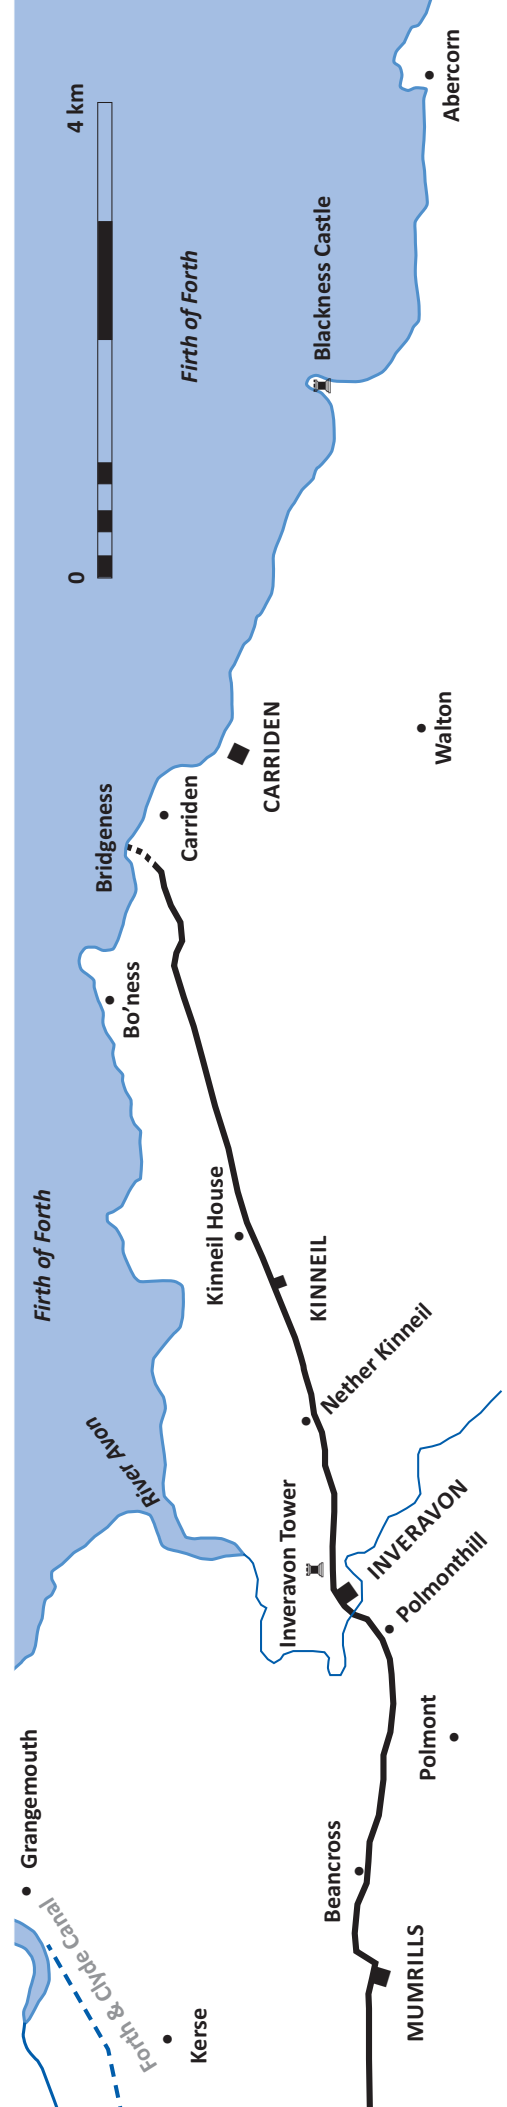 Grangemouth
Forth & Clyde Canal
Kerse
MUMRILLS
Beancross
Polmont
Polmonthill
INVERAVON
Inveravon Tower
River Avon
Firth of Forth
Nether Kinneil
KINNEIL
Kinneil House
Bo’ness
Bridgeness
Carriden
CARRIDEN
Walton
Blackness Castle
Firth of Forth
Abercorn
0
4 km